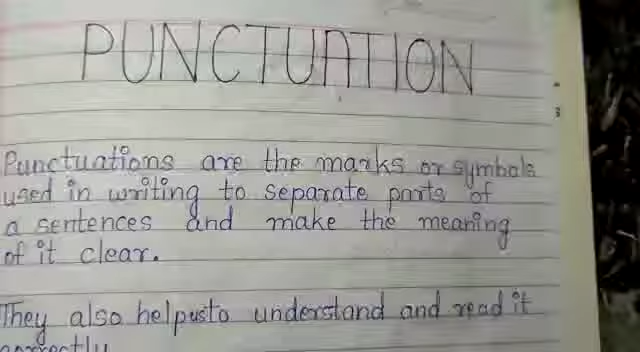 PUNCTUATION
Punctuations are the marks or symbols
used in writing to separate parts of
a sentences and make the meaning
of it clear.
They also helpusto understand and read it
correctly